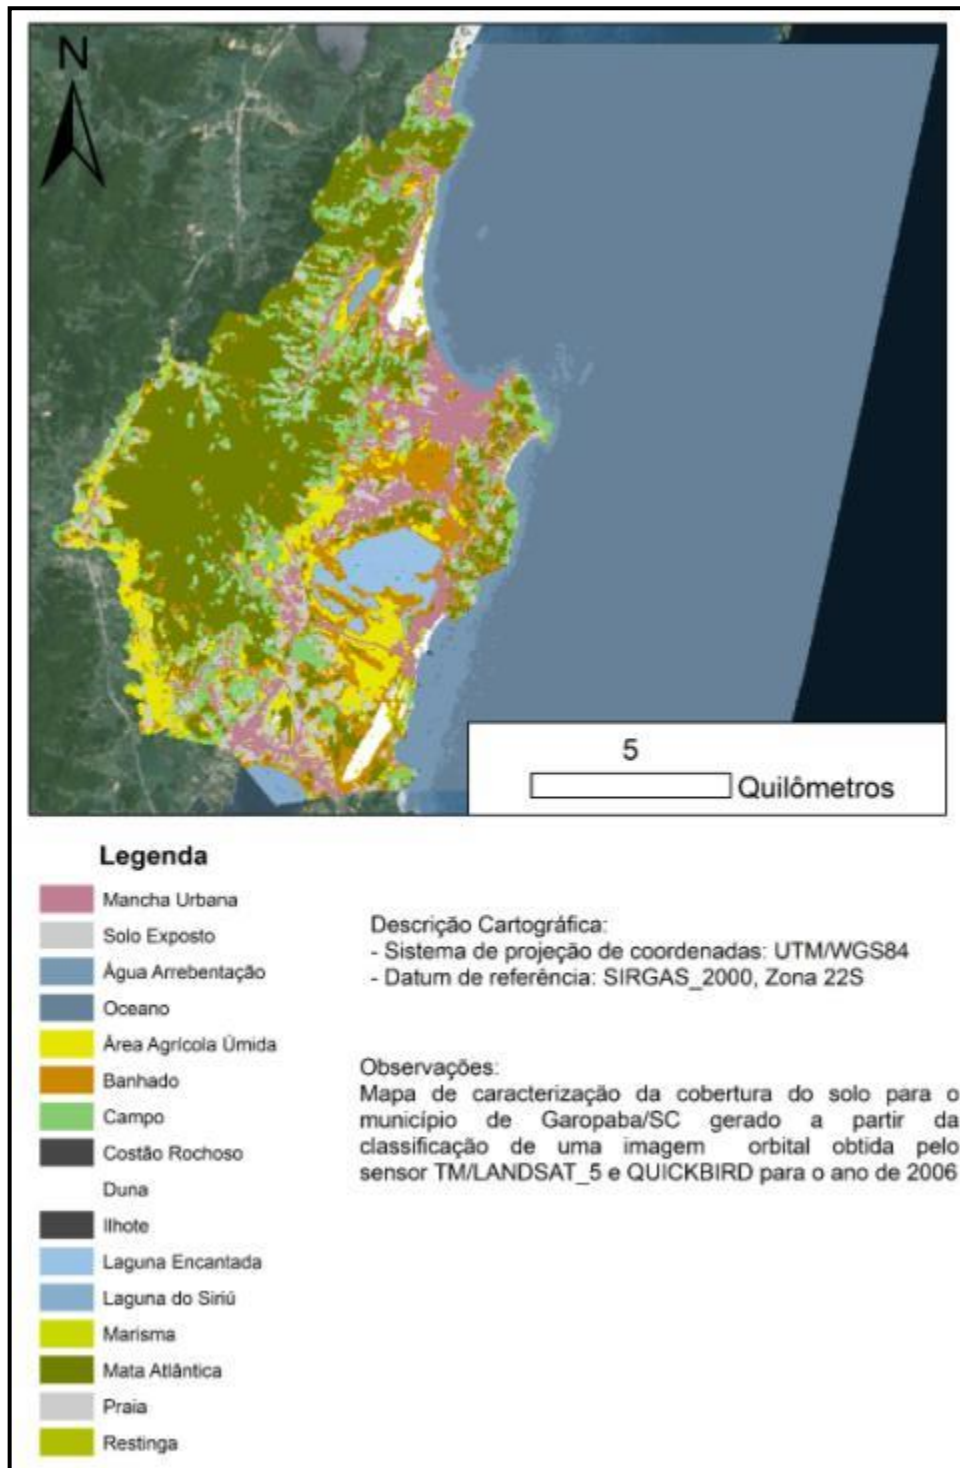 N
5
Quilômetros
Legenda
Mancha Urbana
Solo Exposto
Água Arrebentação
Oceano
Área Agrícola Úmida
Banhado
Campo
Costão Rochoso
Duna
Ilhote
Laguna Encantada
Laguna do Siriú
Marisma
Mata Atlântica
Praia
Restinga
Descrição Cartográfica:
- Sistema de projeção de coordenadas: UTM/WGS84
- Datum de referência: SIRGAS_2000, Zona 22S
Observações:
Mapa de caracterização da cobertura do solo para o
município de Garopaba/SC gerado a partir da
classificação de uma imagem orbital obtida pelo
sensor TM/LANDSAT_5 e QUICKBIRD para o ano de 2006